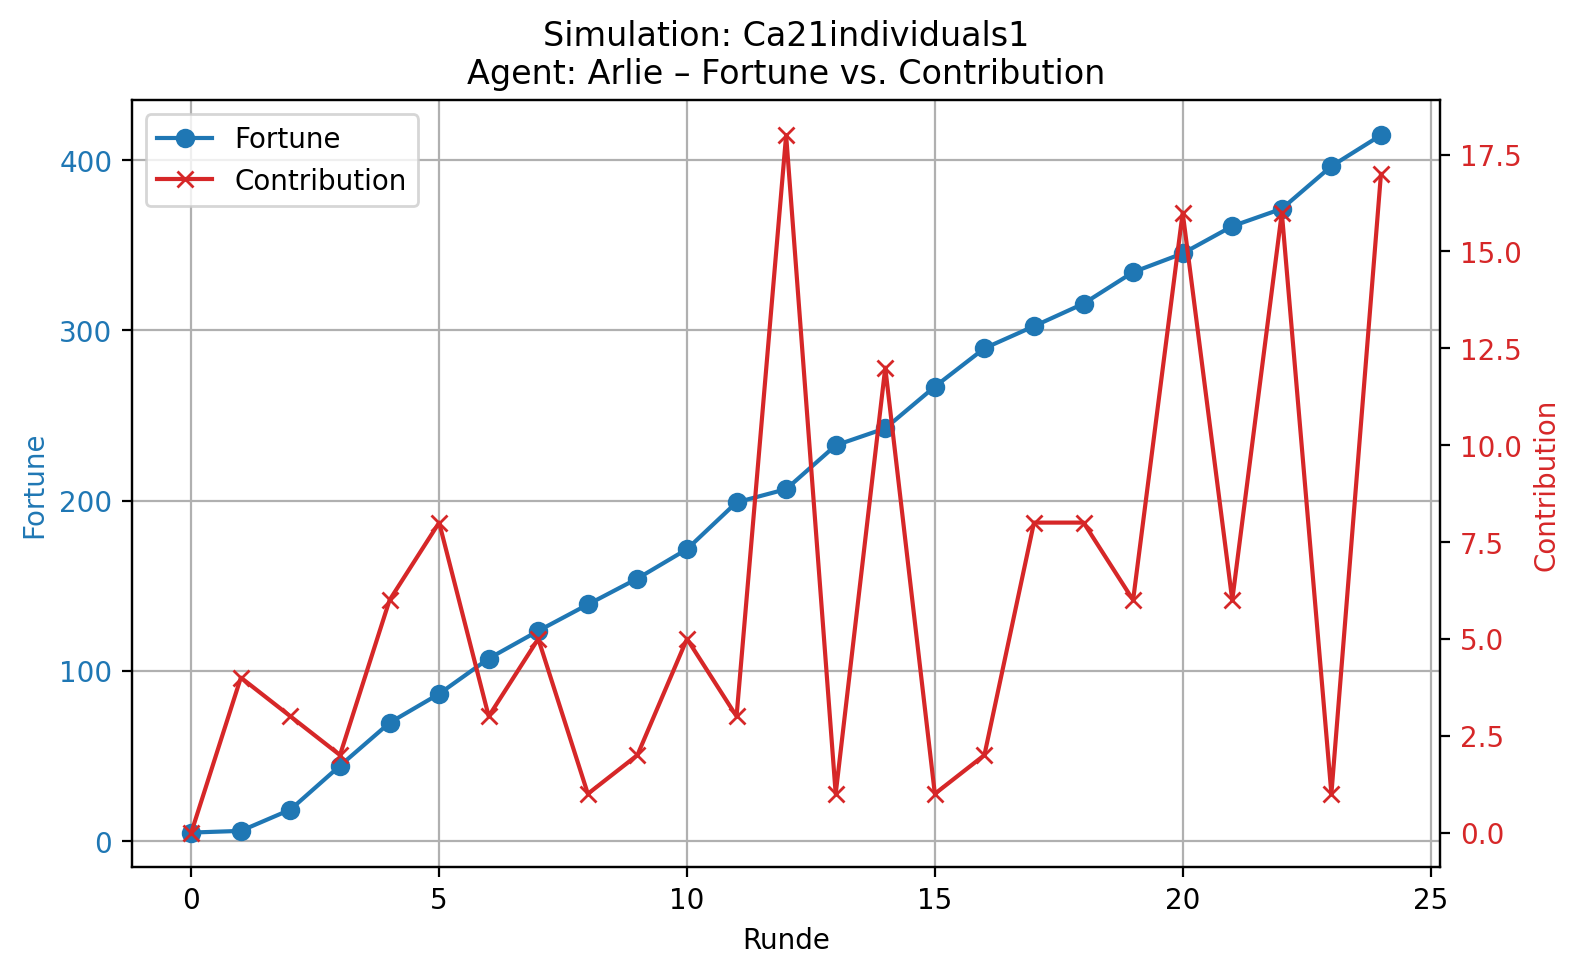 Simulation: Ca21individuals1
Agent: Arlie – Fortune vs. Contribution
Fortune
Contribution
400
300
200
100
0
Fortune
17.5
15.0
12.5
10.0
7.5
5.0
2.5
0.0
Contribution
0 5 10 15 20 25
Runde